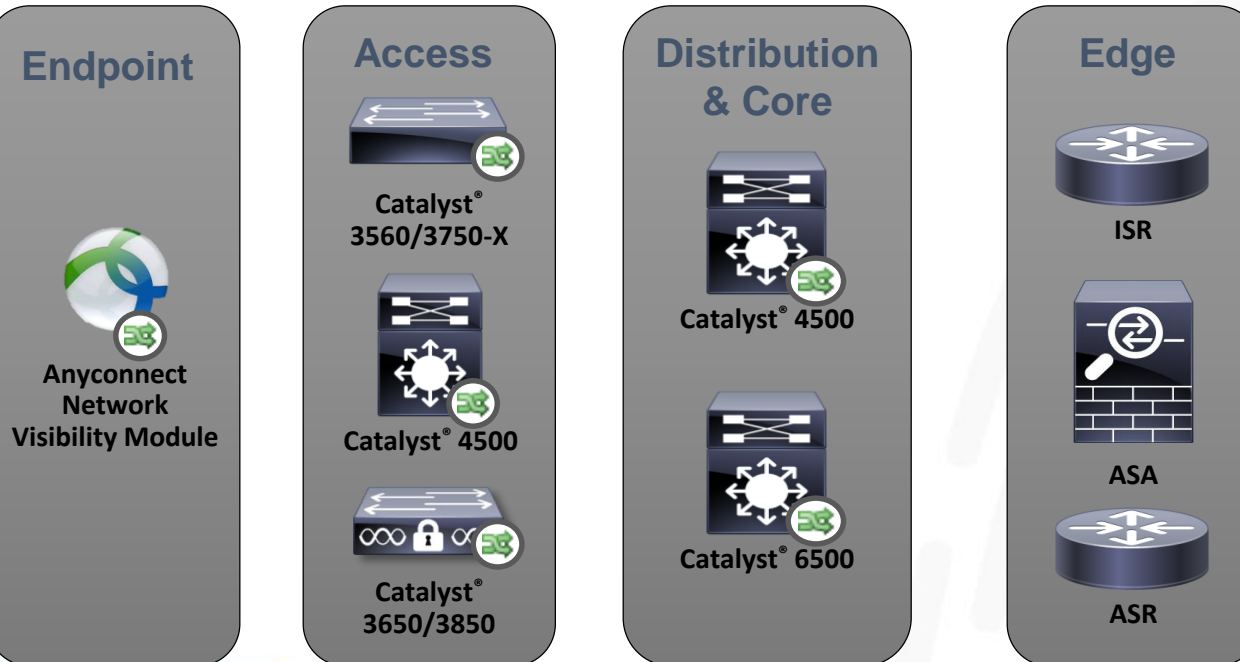 Endpoint
Anyconnect
Network
Visibility Module
Access
Catalyst®
3560/3750-X
Catalyst® 4500
Catalyst®
3650/3850
Distribution
& Core
Catalyst® 4500
Catalyst® 6500
Edge
ISR
ASA
ASR